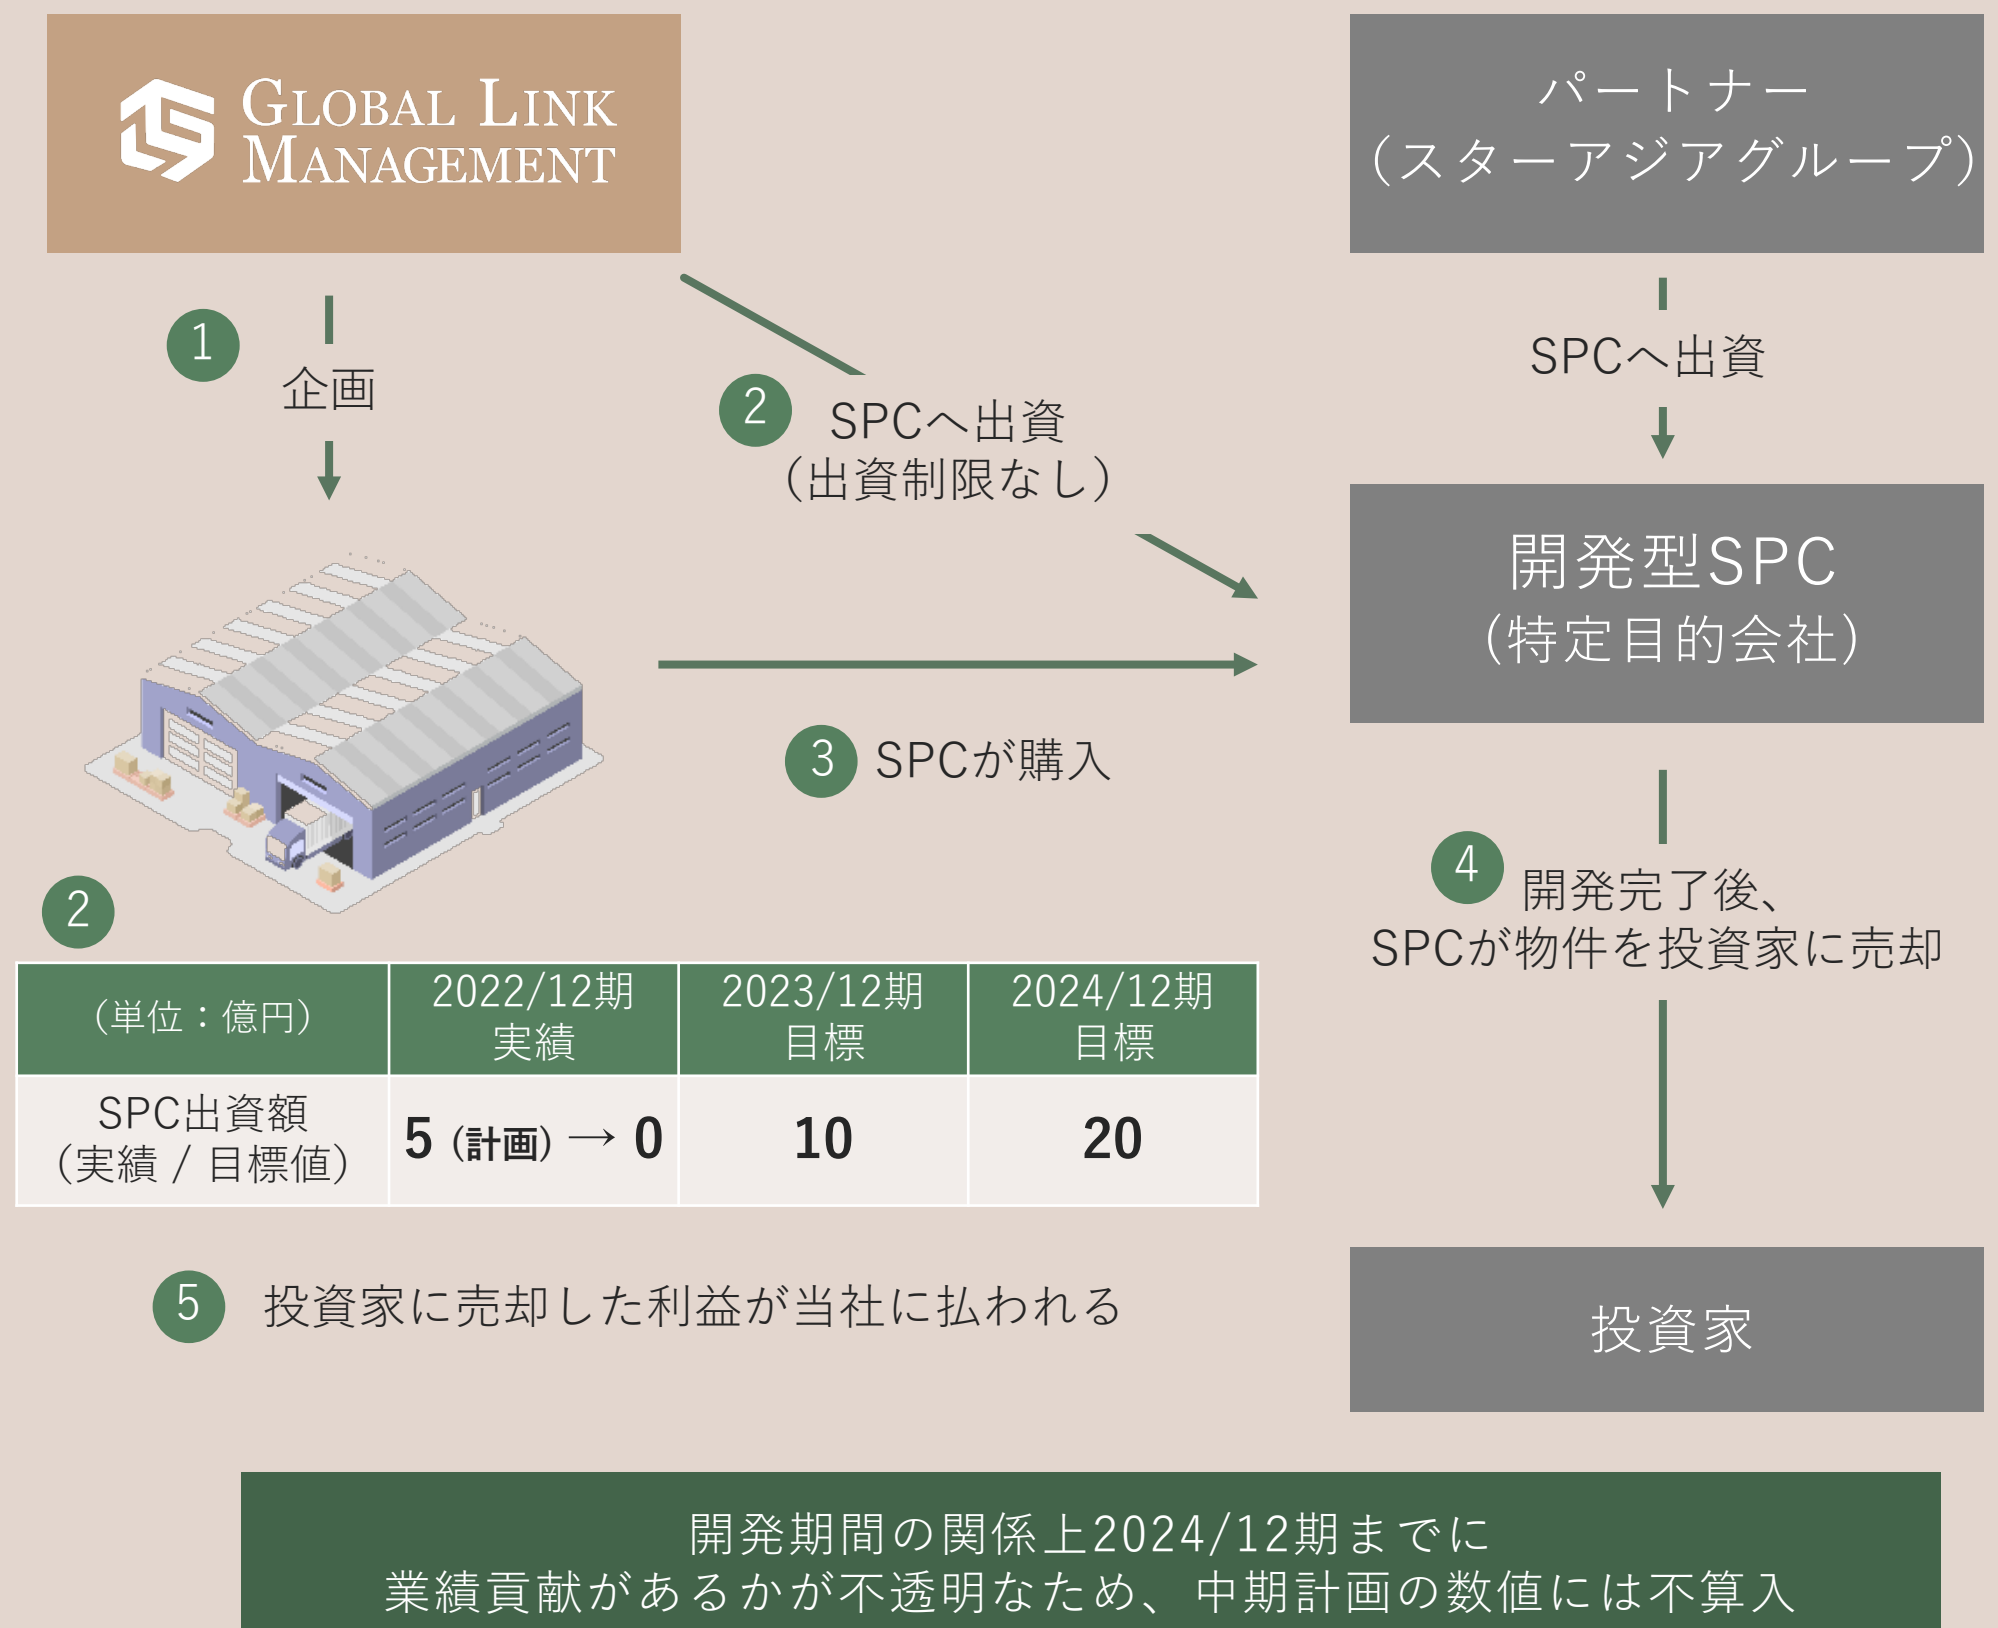 GLOBAL LINK
MANAGEMENT
パートナー
（スターアジアグループ）
1
企画
2
SPCへ出資
（出資制限なし）
SPCへ出資
開発型SPC
（特定目的会社）
3
SPCが購入
4
開発完了後、
SPCが物件を投資家に売却
2
（単位：億円）
2022/12期
実績
2023/12期
目標
2024/12期
目標
SPC出資額
（実績 / 目標値）
5 (計画) → 0
10
20
5
投資家に売却した利益が当社に払われる
投資家
開発期間の関係上2024/12期までに
業績貢献があるかが不透明なため、中期計画の数値には不算入